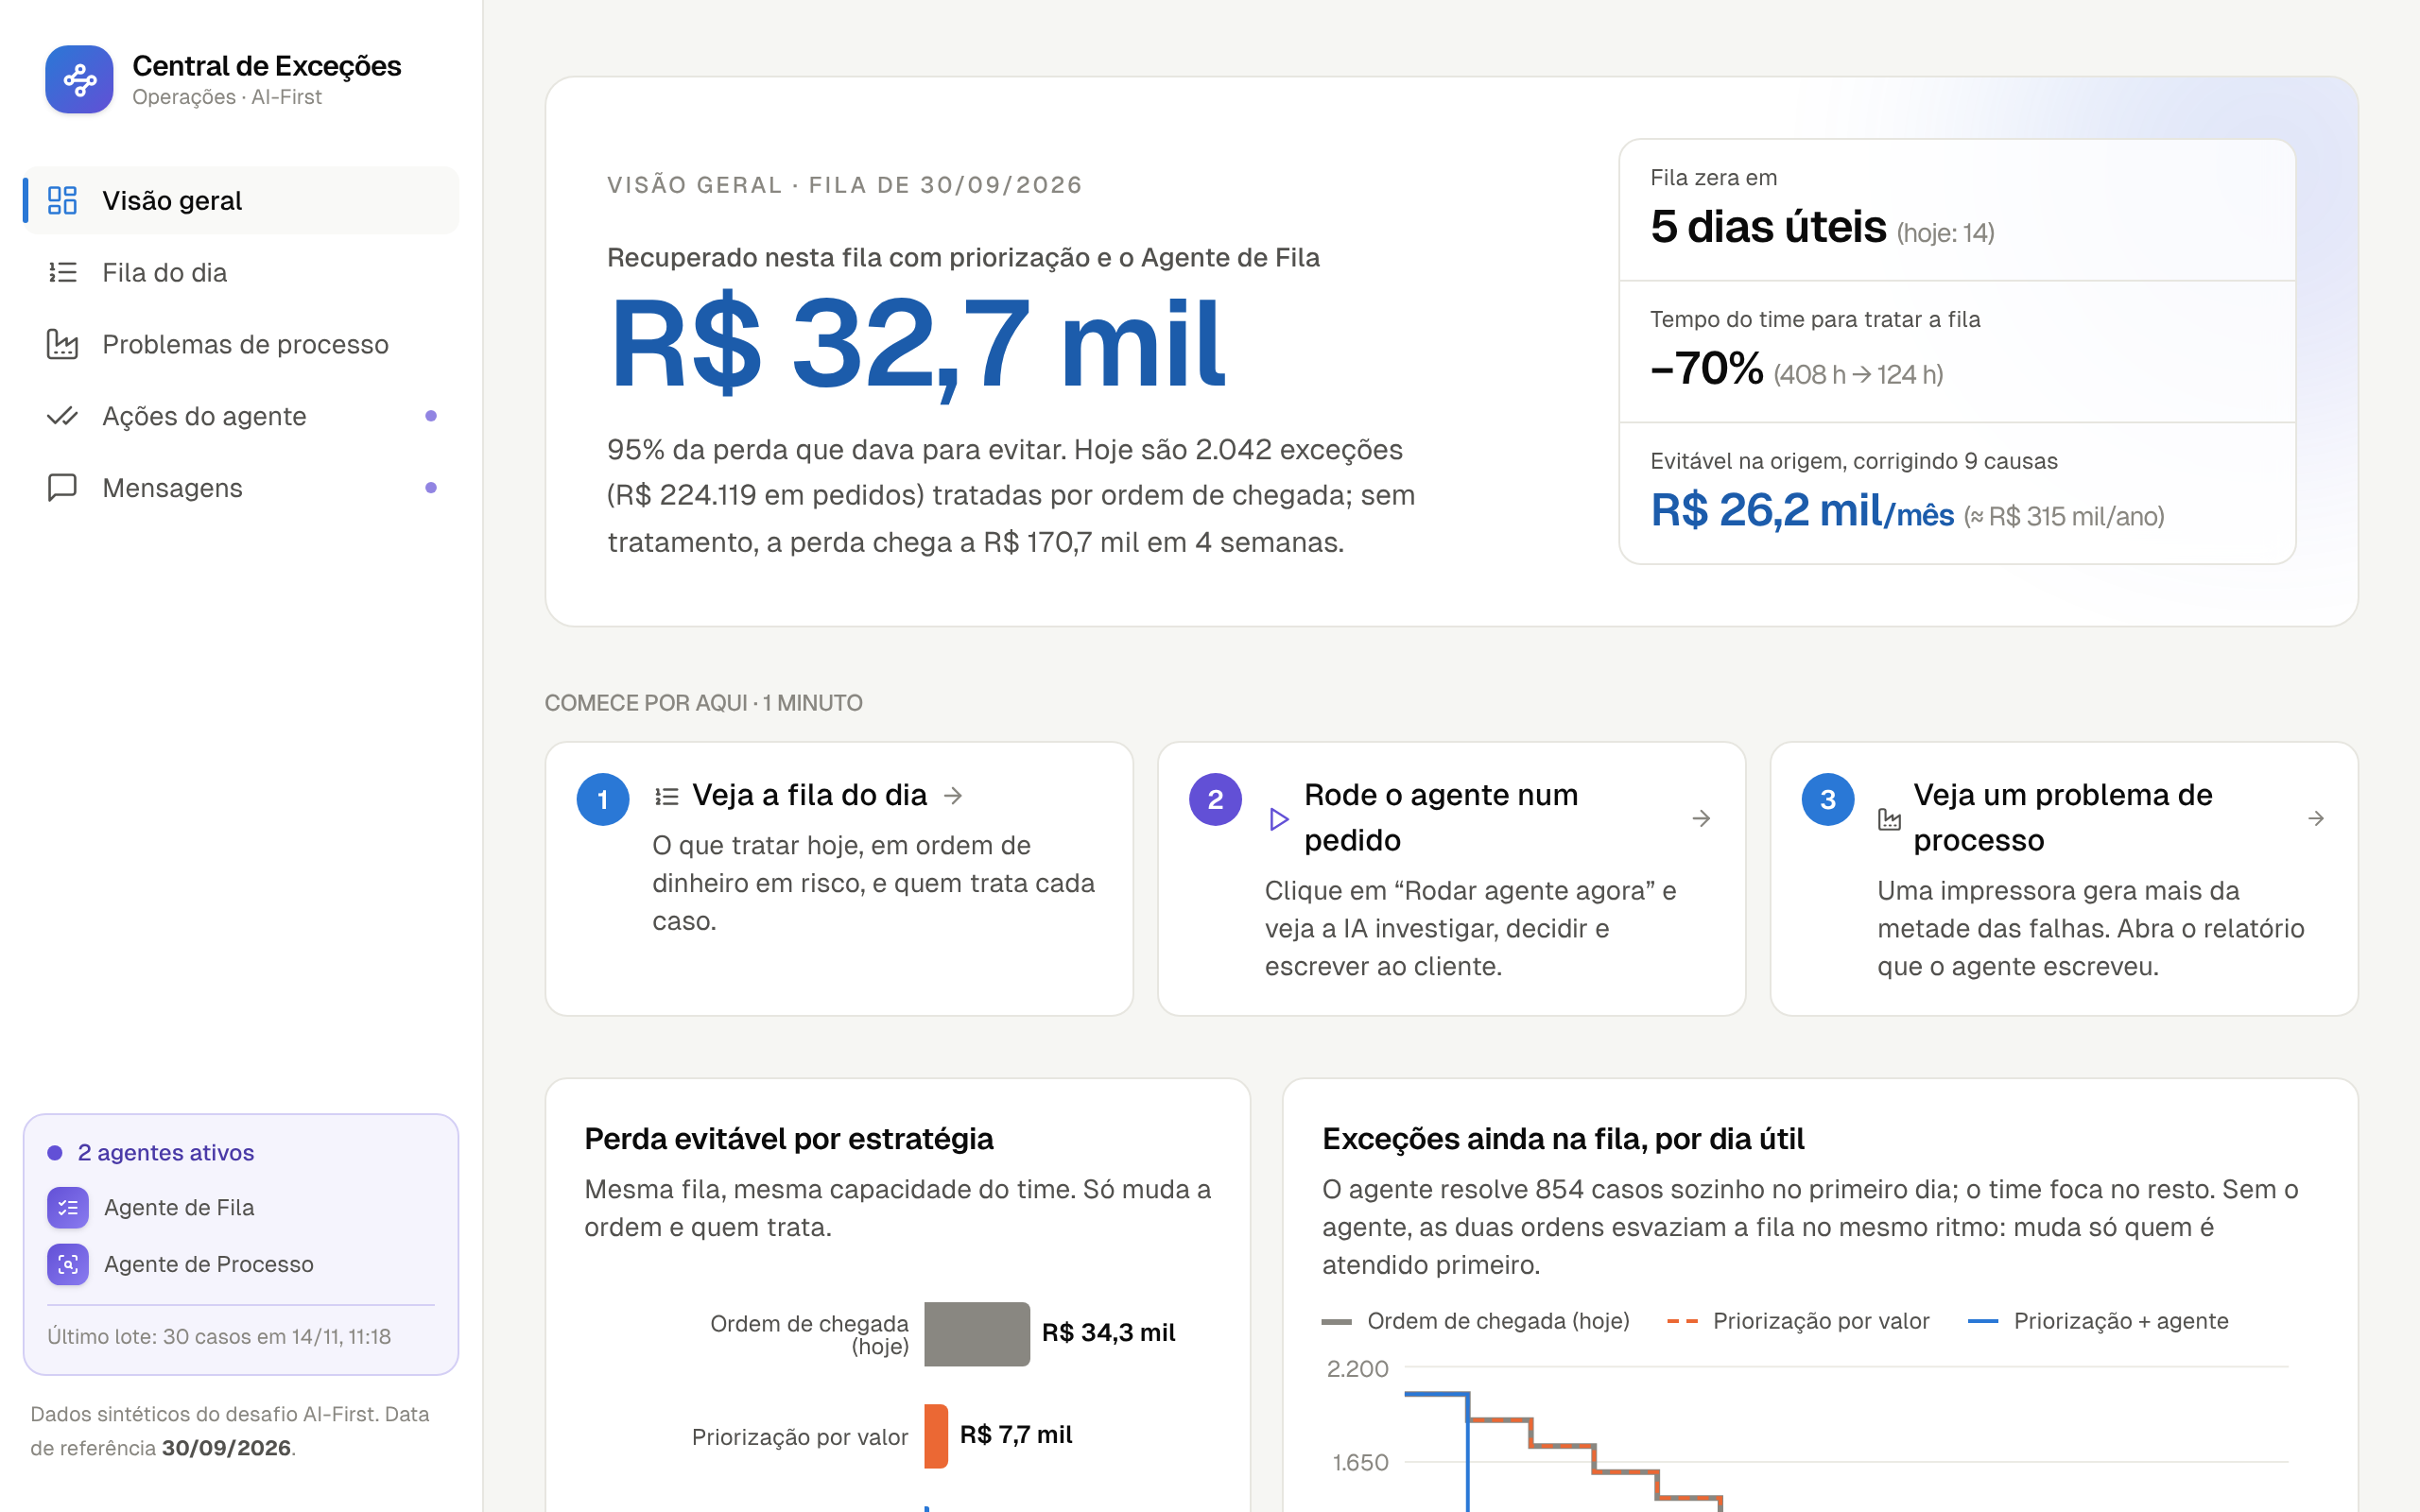 Central de Exceções
Operações · AI-First
Visão geral
Fila do dia
Problemas de processo
Ações do agente
Mensagens
2 agentes ativos
Agente de Fila
Agente de Processo
Último lote: 30 casos em 14/11, 11:18
Dados sintéticos do desafio AI-First. Data
de referência 30/09/2026.
VISÃO GERAL · FILA DE 30/09/2026
Recuperado nesta fila com priorização e o Agente de Fila
R$ 32,7 mil
95% da perda que dava para evitar. Hoje são 2.042 exceções
(R$ 224.119 em pedidos) tratadas por ordem de chegada; sem
tratamento, a perda chega a R$ 170,7 mil em 4 semanas.
Fila zera em
5 dias úteis (hoje: 14)
Tempo do time para tratar a fila
−70% (408 h → 124 h)
Evitável na origem, corrigindo 9 causas
R$ 26,2 mil/mês (≈ R$ 315 mil/ano)
COMECE POR AQUI · 1 MINUTO
1 Veja a fila do dia →
O que tratar hoje, em ordem de
dinheiro em risco, e quem trata cada
caso.
2 Rode o agente num
pedido →
Clique em “Rodar agente agora” e
veja a IA investigar, decidir e
escrever ao cliente.
3 Veja um problema de
processo →
Uma impressora gera mais da
metade das falhas. Abra o relatório
que o agente escreveu.
Perda evitável por estratégia
Mesma fila, mesma capacidade do time. Só muda a
ordem e quem trata.
Ordem de chegada
(hoje)
R$ 34,3 mil
Priorização por valor
R$ 7,7 mil
Exceções ainda na fila, por dia útil
O agente resolve 854 casos sozinho no primeiro dia; o time foca no resto. Sem o
agente, as duas ordens esvaziam a fila no mesmo ritmo: muda só quem é
atendido primeiro.
Ordem de chegada (hoje)
Priorização por valor
Priorização + agente
2.200
1.650